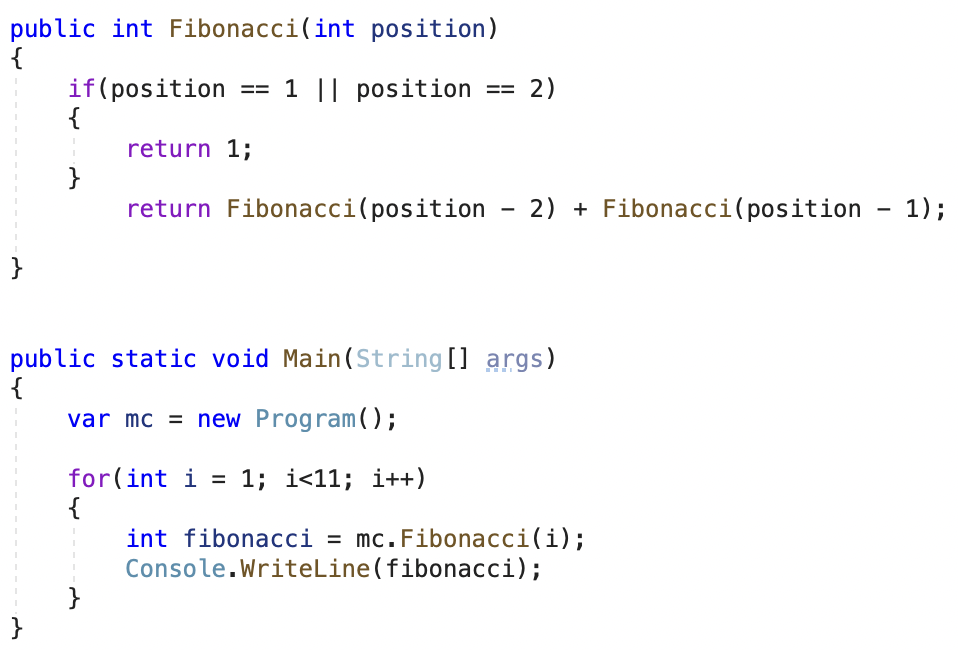 public int Fibonacci(int position)
{
    if(position == 1 || position == 2)
    {
        return 1;
    }
        return Fibonacci(position – 2) + Fibonacci(position – 1);
}
public static void Main(String[] args)
{
    var mc = new Program();
    for(int i = 1; i<11; i++)
    {
        int fibonacci = mc.Fibonacci(i);
        Console.WriteLine(fibonacci);
    }
}